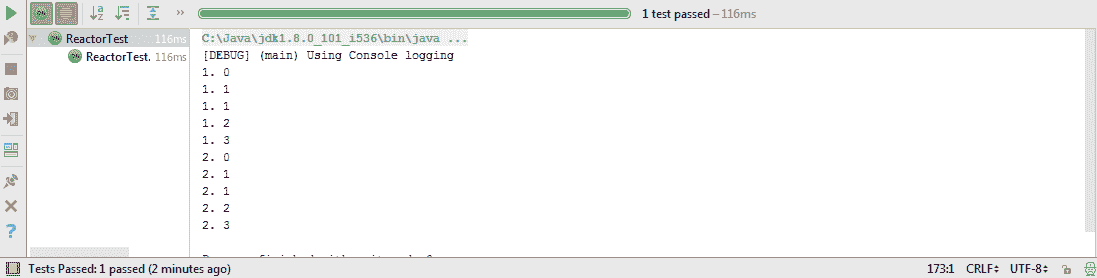 1 test passed – 116ms
ReactorTest 116ms
ReactorTest. 116ms
C:\Java\jdk1.8.0_101_i536\bin\java ...
[DEBUG] (main) Using Console logging
1. 0
1. 1
1. 1
1. 2
1. 3
2. 0
2. 1
2. 1
2. 2
2. 3
Tests Passed: 1 passed (2 minutes ago)
173:1 CRLF UTF-8